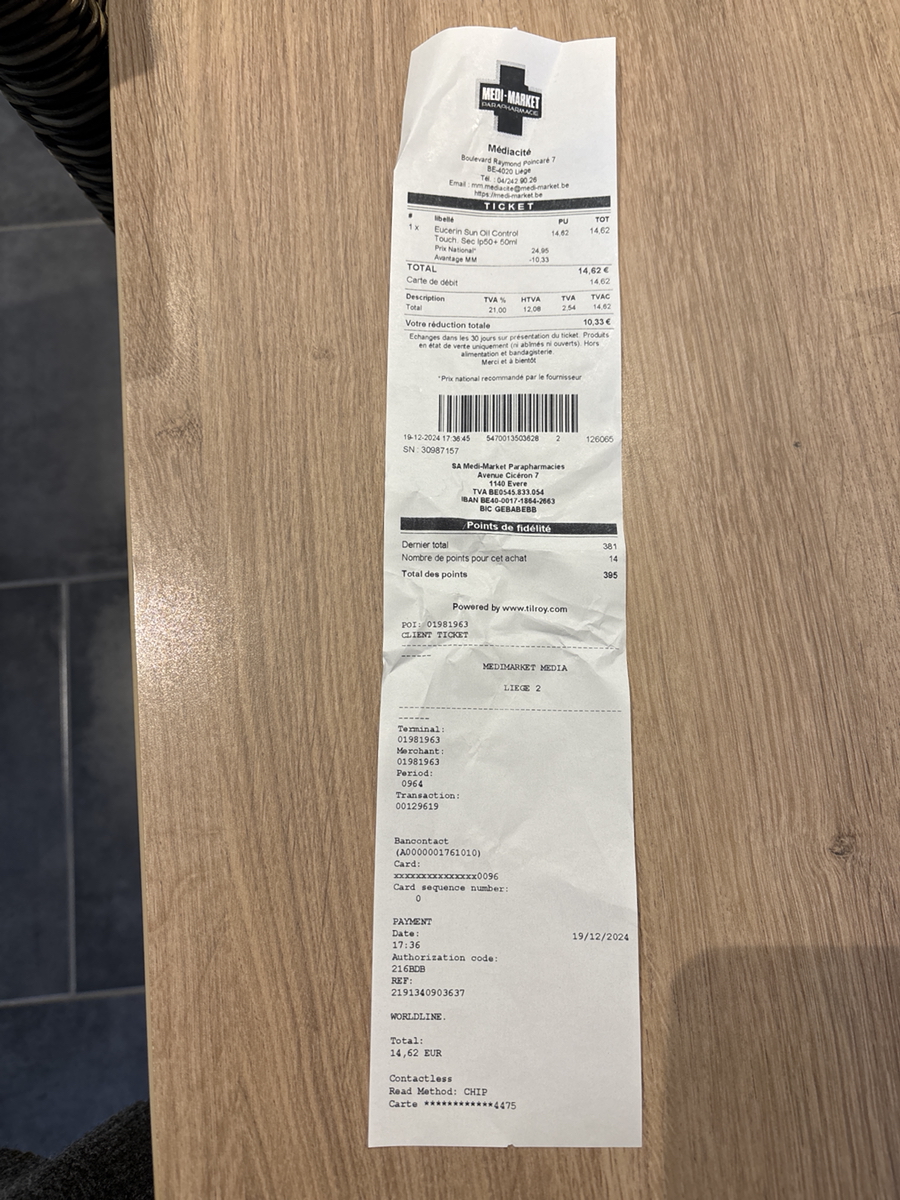 MEDI-MARKET
PARAPHARMACIE
Médiacité
Boulevard Raymond Poincaré 7
BE-4020 Liège
Tél. : 04/242 90 26
Email : mm.mediacite@medi-market.be
https://medi-market.be
TICKET
# libellé PU TOT
1 x Eucerin Sun Oil Control 14,62 14,62
Touch. Sec Ip50+ 50ml
Prix National* 24,95
Avantage MM -10,33
TOTAL 14,62 €
Carte de débit 14,62
Description TVA % HTVA TVA TVAC
Total 21,00 12,08 2,54 14,62
Votre réduction totale 10,33 €
Echanges dans les 30 jours sur présentation du ticket. Produits
en état de vente uniquement (ni abîmés ni ouverts). Hors
alimentation et bandagisterie.
Merci et à bientôt
*Prix national recommandé par le fournisseur
19-12-2024 17:36:45 5470013503628 2 126065
SN : 30987157
SA Medi-Market Parapharmacies
Avenue Cicéron 7
1140 Evere
TVA BE0545.833.054
IBAN BE40-0017-1864-2663
BIC GEBABEBB
Points de fidélité
Dernier total 381
Nombre de points pour cet achat 14
Total des points 395
Powered by www.tilroy.com
POI: 01981963
CLIENT TICKET
------------------------------------------
------
MEDIMARKET MEDIA
LIEGE 2
------------------------------------------
------
Terminal:
01981963
Merchant:
01981963
Period:
0964
Transaction:
00129619
Bancontact
(A0000001761010)
Card:
xxxxxxxxxxxxxxx0096
Card sequence number:
0
PAYMENT
Date: 19/12/2024
17:36
Authorization code:
216BDB
REF:
2191340903637
WORLDLINE.
Total:
14,62 EUR
Contactless
Read Method: CHIP
Carte ************4475